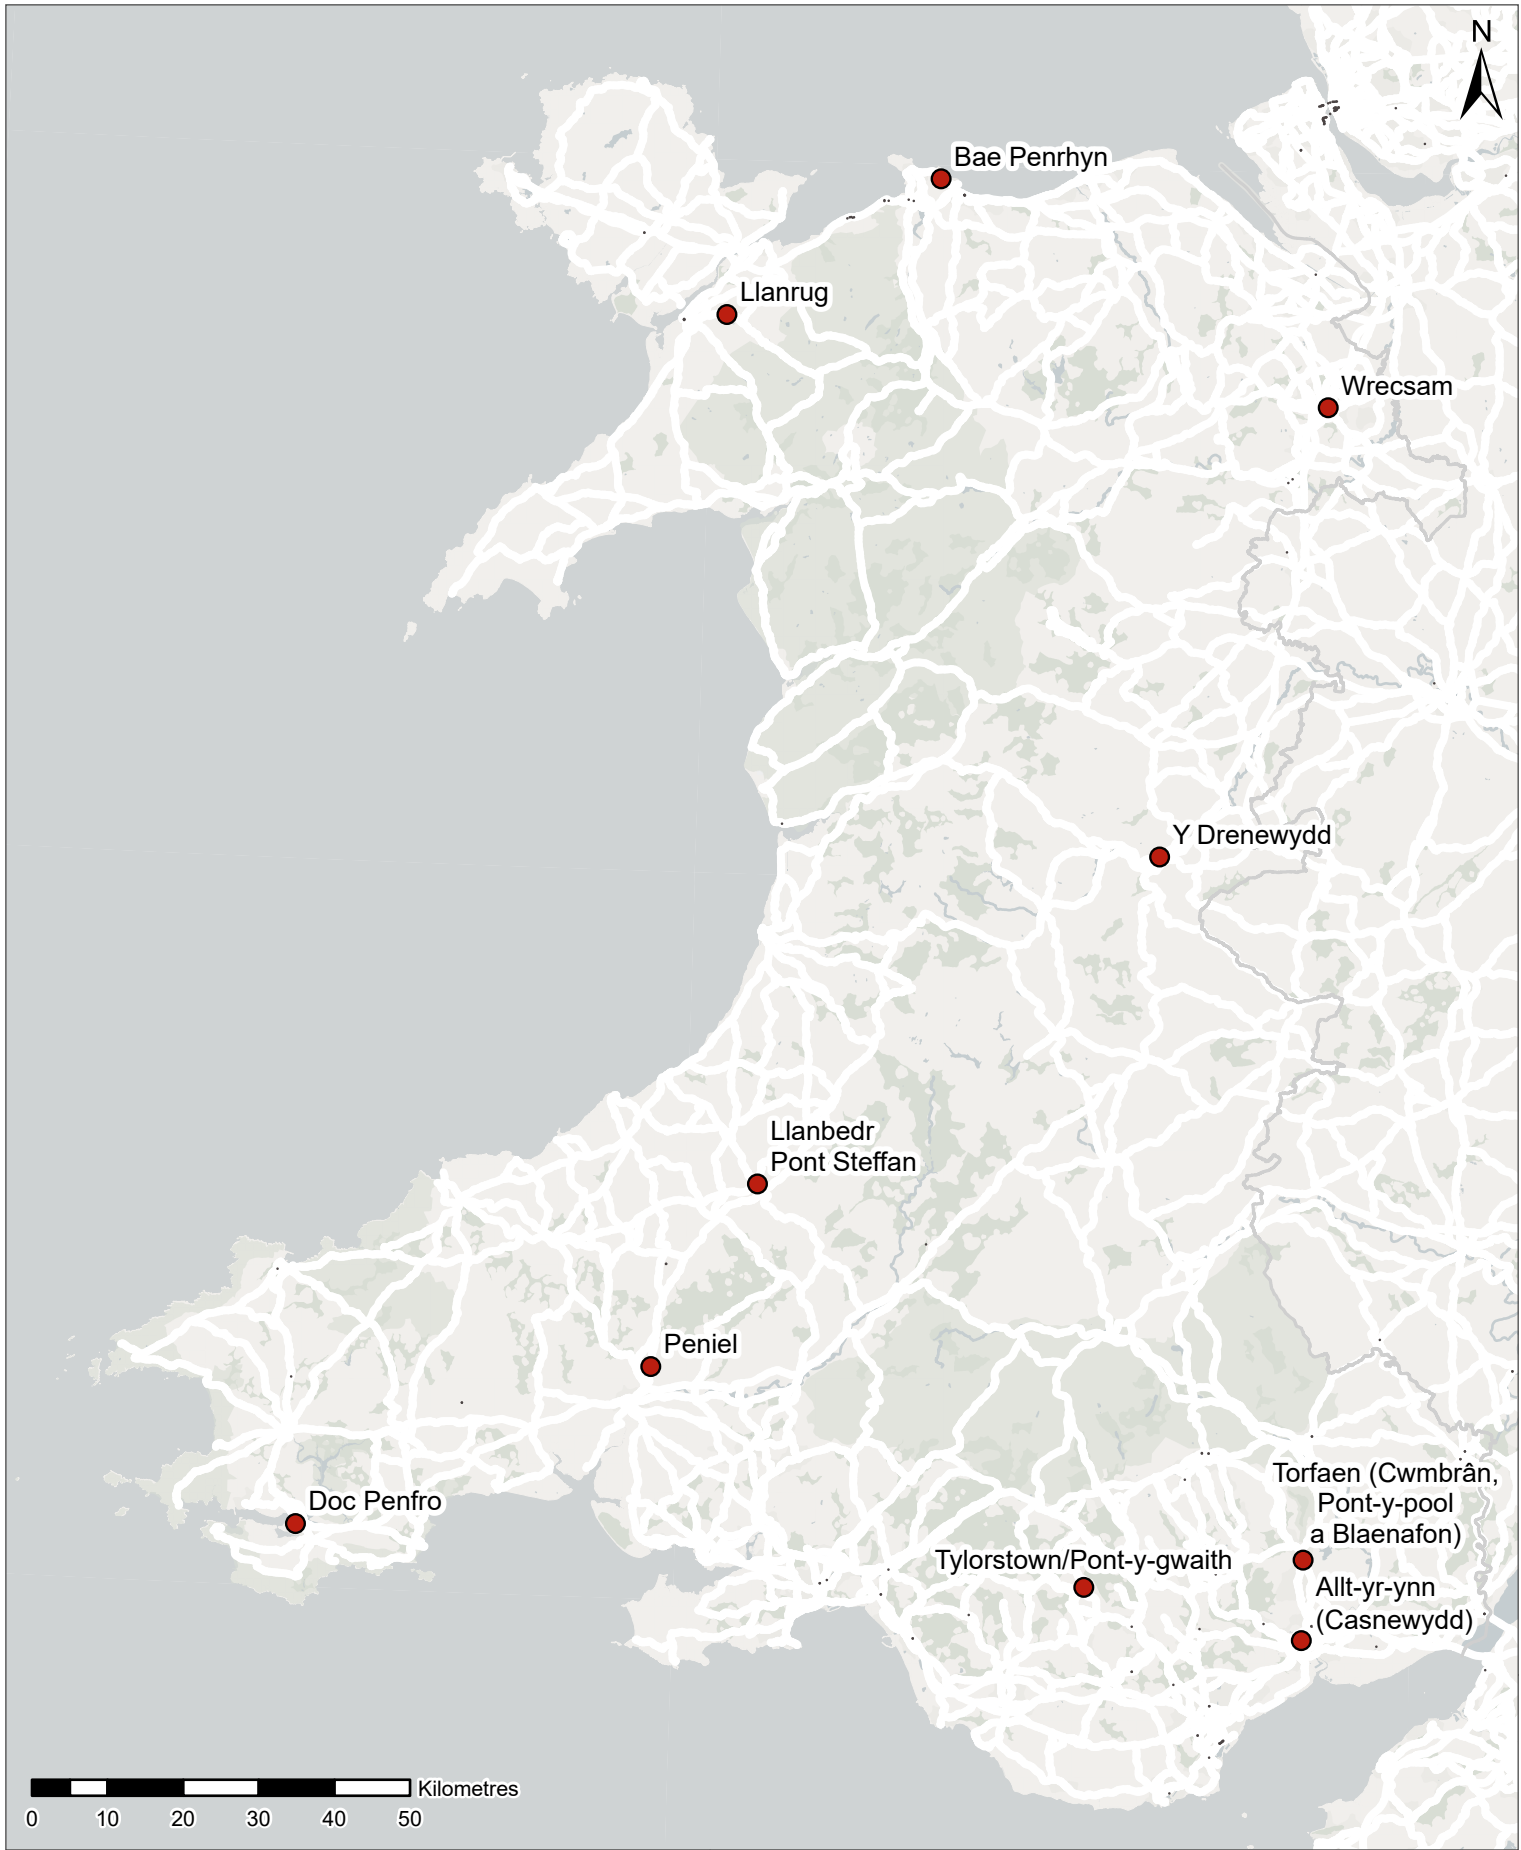 N
Bae Penrhyn
Llanrug
Wrecsam
Y Drenewydd
Llanbedr
Pont Steffan
Peniel
Doc Penfro
Torfaen (Cwmbrân,
Pont-y-pool
a Blaenafon)
Tylorstown/Pont-y-gwaith
Allt-yr-ynn
(Casnewydd)
Kilometres
0 10 20 30 40 50